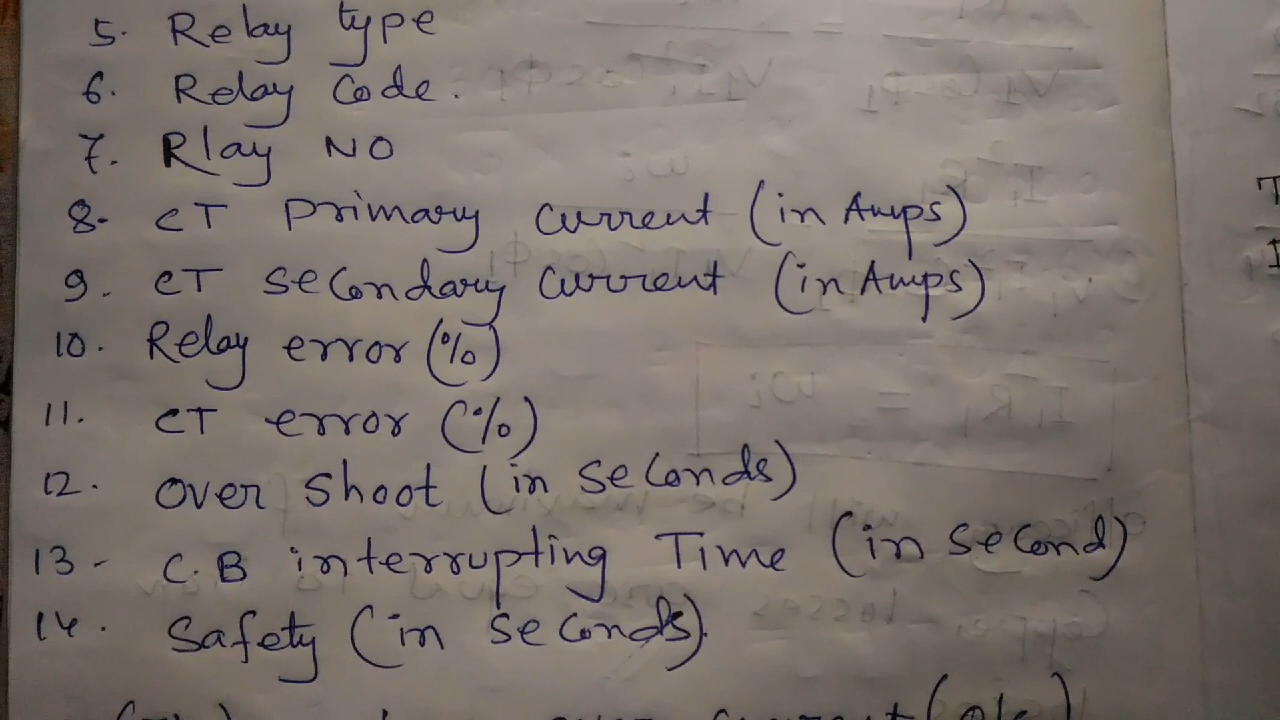 5. Relay type
6. Relay Code.
7. Rlay NO
8- CT primary current (in Amps)
9. CT secondary current (in Amps)
10. Relay error (%)
11. CT error (%)
12. over shoot (in seconds)
13- C.B interrupting Time (in second)
14. Safety (in seconds).